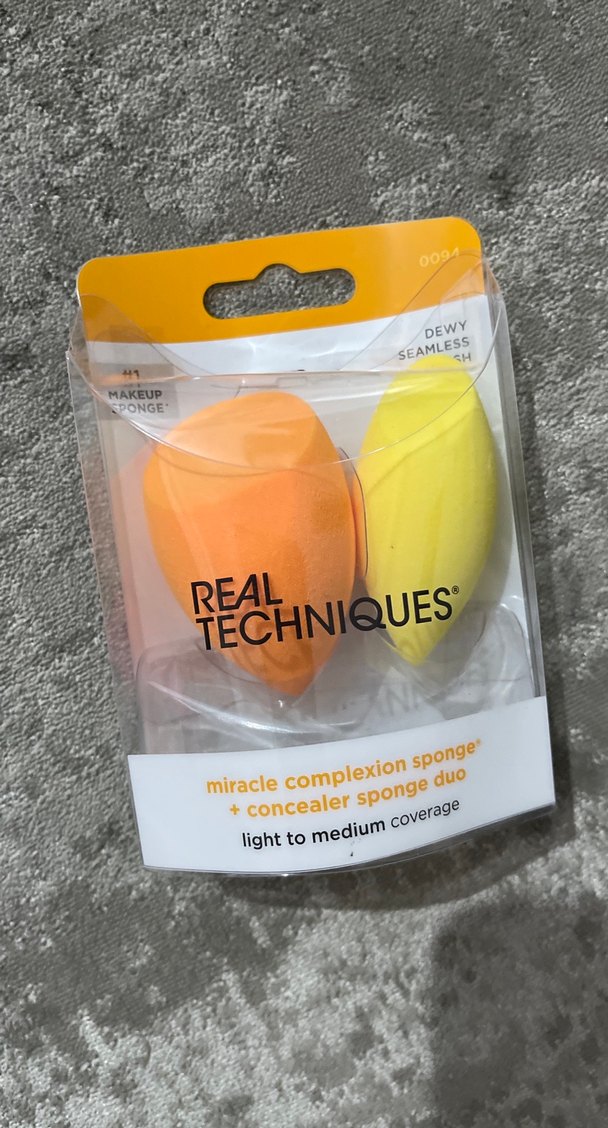 0094
DEWY
SEAMLESS
#1
MAKEUP
SPONGE*
REAL
TECHNIQUES®
miracle complexion sponge®
+ concealer sponge duo
light to medium coverage